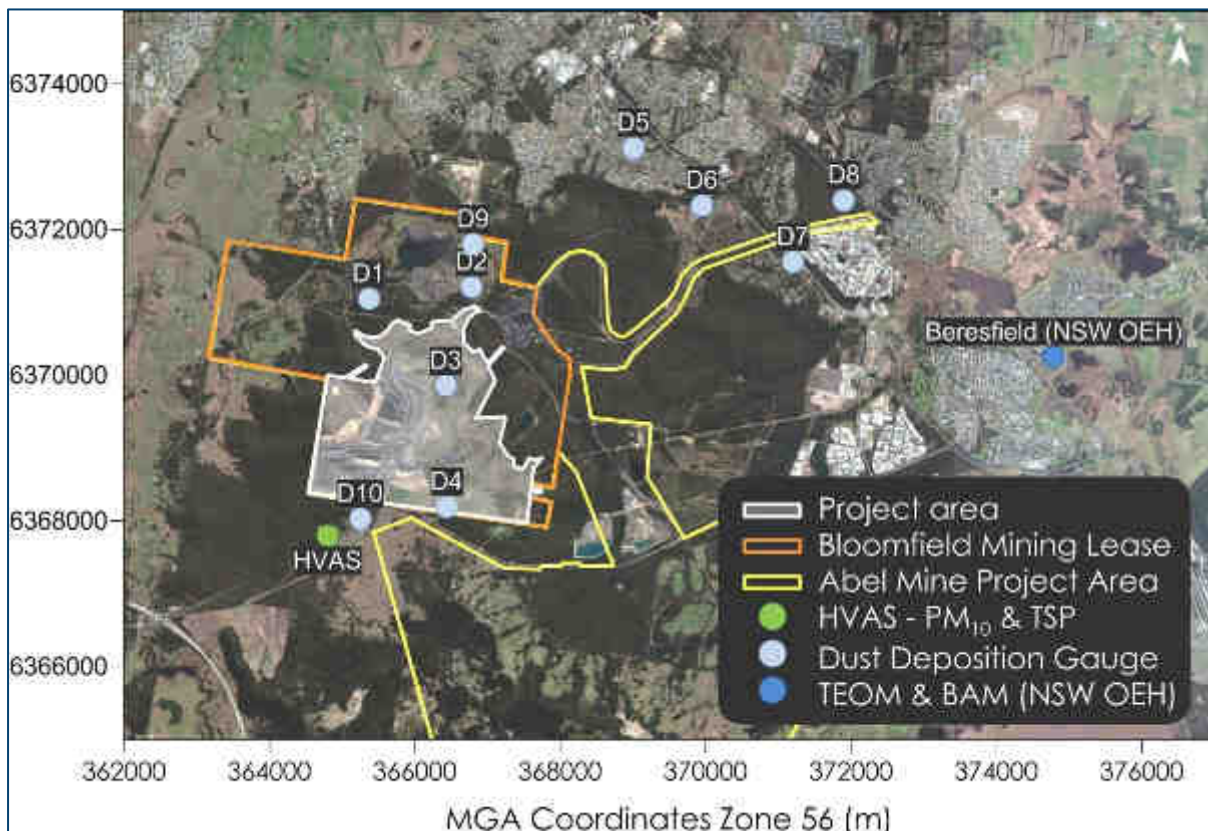 6374000
D5
D6
D8
6372000
D9
D7
D1
D2
Beresfield (NSW OEH)
6370000
D3
D10
D4
6368000
HVAS
Project area
Bloomfield Mining Lease
Abel Mine Project Area
HVAS - PM₁₀ & TSP
Dust Deposition Gauge
TEOM & BAM (NSW OEH)
6366000
362000 364000 366000 368000 370000 372000 374000 376000
MGA Coordinates Zone 56 (m)